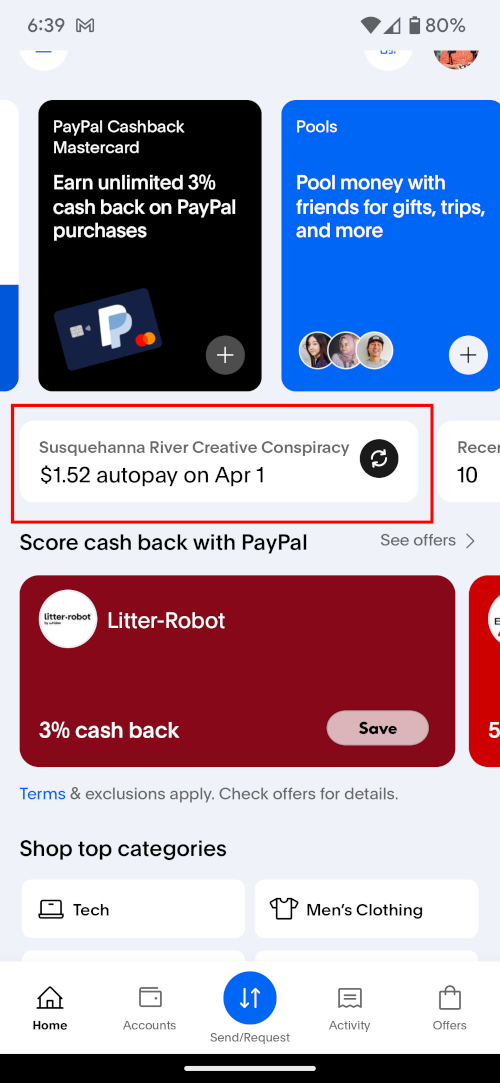 6:39
80%
PayPal Cashback
Mastercard
Earn unlimited 3%
cash back on PayPal
purchases
Pools
Pool money with
friends for gifts, trips,
and more
Susquehanna River Creative Conspiracy
$1.52 autopay on Apr 1
10
Score cash back with PayPal
See offers
litter-robot
Litter-Robot
3% cash back
Save
5
Terms & exclusions apply. Check offers for details.
Shop top categories
Tech
Men’s Clothing
Home
Accounts
Send/Request
Activity
Offers